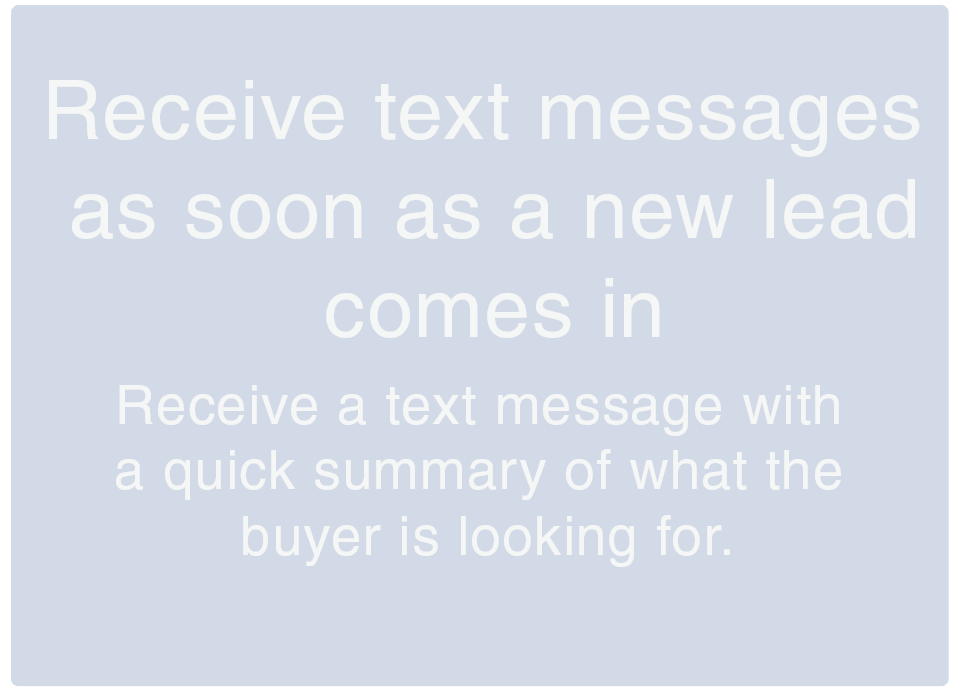 Receive text messages
as soon as a new lead
comes in
Receive a text message with
a quick summary of what the
buyer is looking for.